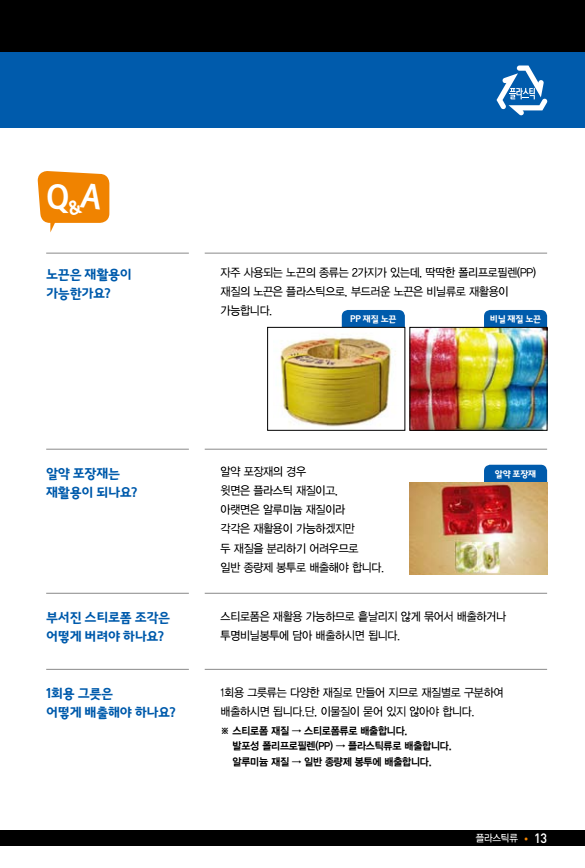 플라스틱
Q&A
노끈은 재활용이
가능한가요?
자주 사용되는 노끈의 종류는 2가지가 있는데, 딱딱한 폴리프로필렌(PP)
재질의 노끈은 플라스틱으로, 부드러운 노끈은 비닐류로 재활용이
가능합니다.
PP 재질 노끈
비닐 재질 노끈
알약 포장재는
재활용이 되나요?
알약 포장재의 경우
윗면은 플라스틱 재질이고,
아랫면은 알루미늄 재질이라
각각은 재활용이 가능하겠지만
두 재질을 분리하기 어려우므로
일반 종량제 봉투로 배출해야 합니다.
알약 포장재
부서진 스티로폼 조각은
어떻게 버려야 하나요?
스티로폼은 재활용 가능하므로 흩날리지 않게 묶어서 배출하거나
투명비닐봉투에 담아 배출하시면 됩니다.
1회용 그릇은
어떻게 배출해야 하나요?
1회용 그릇류는 다양한 재질로 만들어 지므로 재질별로 구분하여
배출하시면 됩니다.단, 이물질이 묻어 있지 않아야 합니다.
※ 스티로폼 재질 → 스티로폼류로 배출합니다.
발포성 폴리프로필렌(PP) → 플라스틱류로 배출합니다.
알루미늄 재질 → 일반 종량제 봉투에 배출합니다.
플라스틱류 • 13